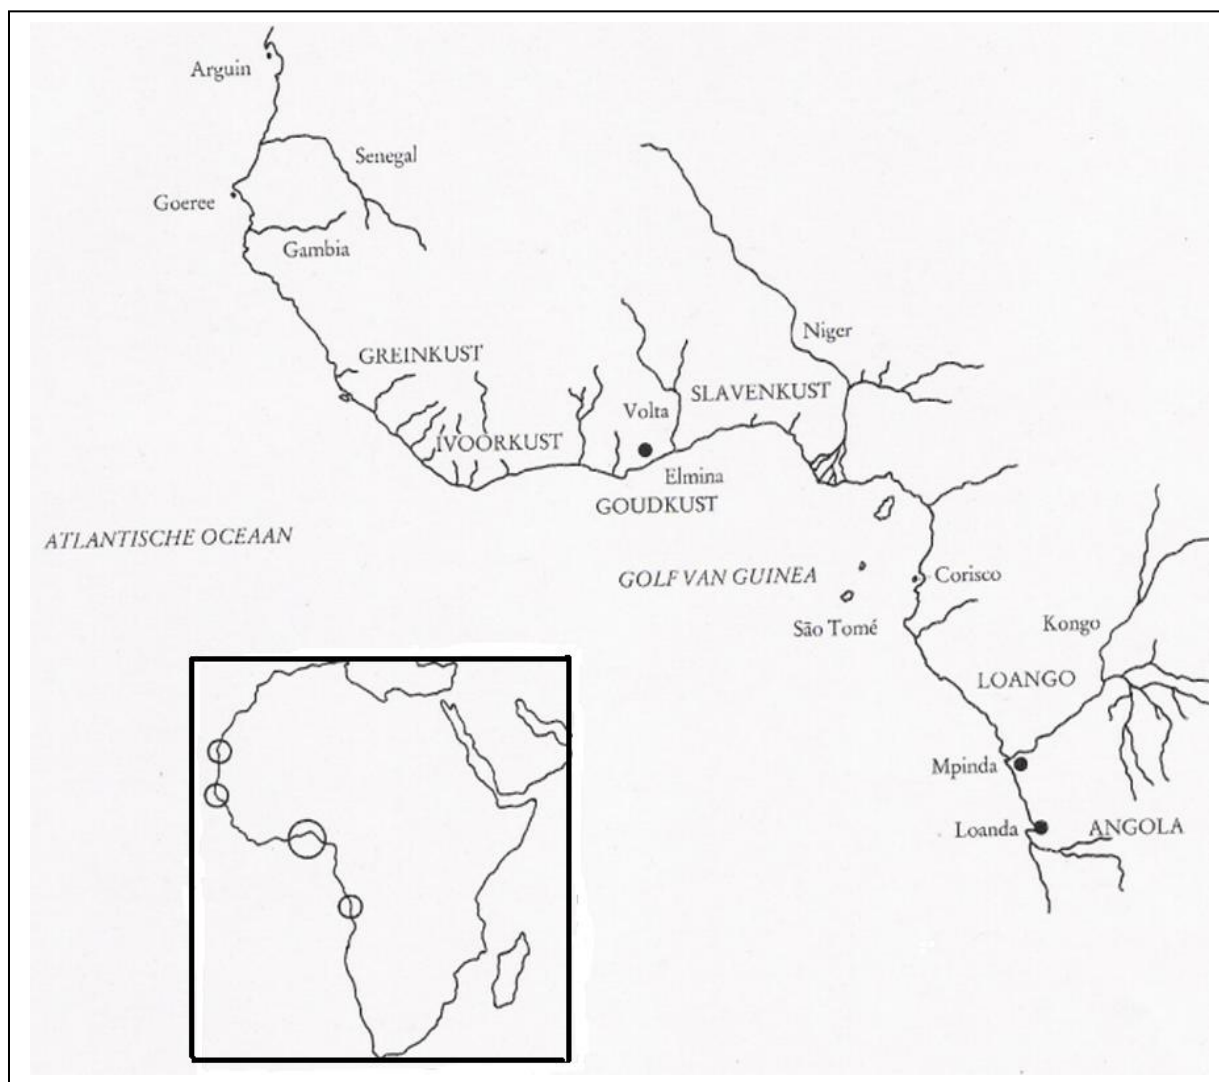 Arguin
Senegal
Goeree
Gambia
Niger
GREINKUST
SLAVENKUST
Volta
IVOORKUST
Elmina
GOUDKUST
ATLANTISCHE OCEAAN
GOLF VAN GUINEA
Corisco
São Tomé
Kongo
LOANGO
Mpinda
Loanda
ANGOLA